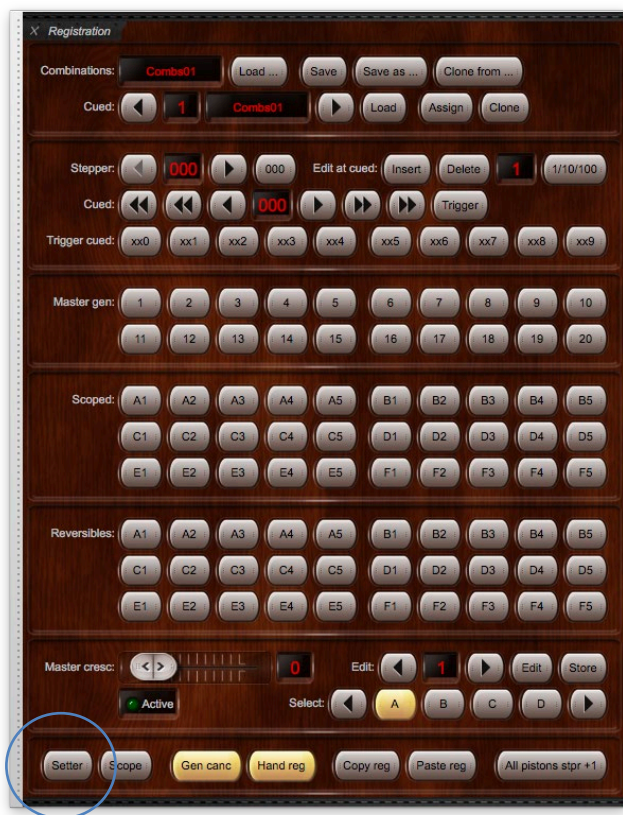 X Registration
Combinations: Combs01 Load ... Save Save as ... Clone from ...
Cued: 1 Combs01 Load Assign Clone
Stepper: 000 000 Edit at cued: Insert Delete 1 1/10/100
Cued: 000 Trigger
Trigger cued: xx0 xx1 xx2 xx3 xx4 xx5 xx6 xx7 xx8 xx9
Master gen: 1 2 3 4 5 6 7 8 9 10
11 12 13 14 15 16 17 18 19 20
Scoped: A1 A2 A3 A4 A5 B1 B2 B3 B4 B5
C1 C2 C3 C4 C5 D1 D2 D3 D4 D5
E1 E2 E3 E4 E5 F1 F2 F3 F4 F5
Reversibles: A1 A2 A3 A4 A5 B1 B2 B3 B4 B5
C1 C2 C3 C4 C5 D1 D2 D3 D4 D5
E1 E2 E3 E4 E5 F1 F2 F3 F4 F5
Master cresc: < > 0 Edit: 1 Edit Store
Active Select: A B C D
Setter Scope Gen canc Hand reg Copy reg Paste reg All pistons stpr +1